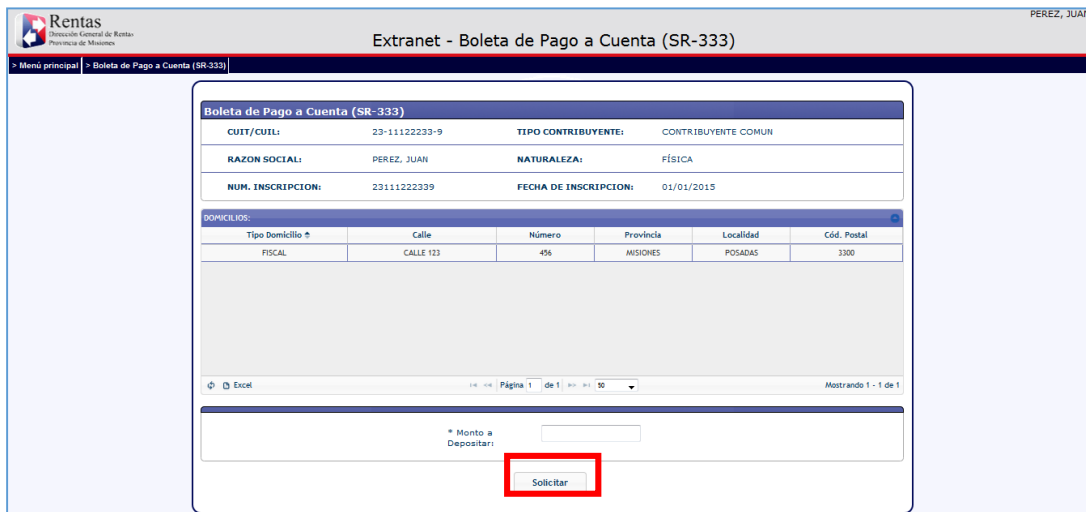 PEREZ, JUAN
Rentas
Dirección General de Rentas
Provincia de Misiones
Extranet - Boleta de Pago a Cuenta (SR-333)
> Menú principal > Boleta de Pago a Cuenta (SR-333)
Boleta de Pago a Cuenta (SR-333)
CUIT/CUIL: 23-11122233-9 TIPO CONTRIBUYENTE: CONTRIBUYENTE COMUN
RAZON SOCIAL: PEREZ, JUAN NATURALEZA: FÍSICA
NUM. INSCRIPCION: 23111222339 FECHA DE INSCRIPCION: 01/01/2015
DOMICILIOS:
Tipo Domicilio Calle Número Provincia Localidad Cód. Postal
FISCAL CALLE 123 456 MISIONES POSADAS 3300
Excel Página 1 de 1 50 Mostrando 1 - 1 de 1
* Monto a
Depositar:
Solicitar